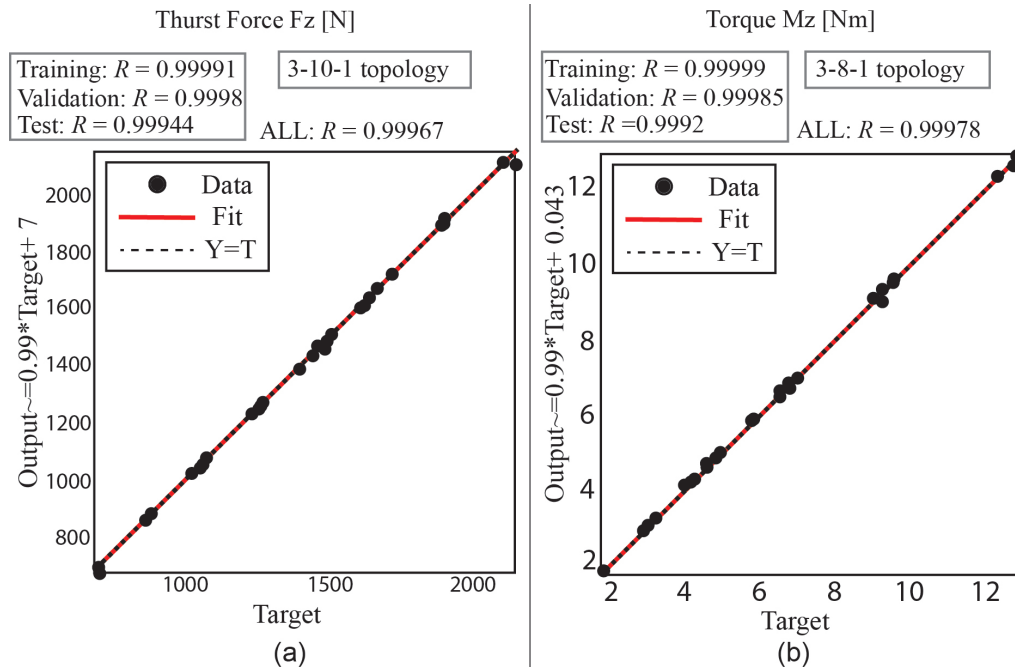 Thurst Force Fz [N]
Training: R = 0.99991
Validation: R = 0.9998
Test: R = 0.99944
3-10-1 topology
ALL: R = 0.99967
Data
Fit
Y=T
Output~=0.99*Target+ 7
2000
1800
1600
1400
1200
1000
800
1000
1500
2000
Target
(a)
Torque Mz [Nm]
Training: R = 0.99999
Validation: R = 0.99985
Test: R =0.9992
3-8-1 topology
ALL: R = 0.99978
Data
Fit
Y=T
Output~=0.99*Target+ 0.043
12
10
8
6
4
2
2
4
6
8
10
12
Target
(b)